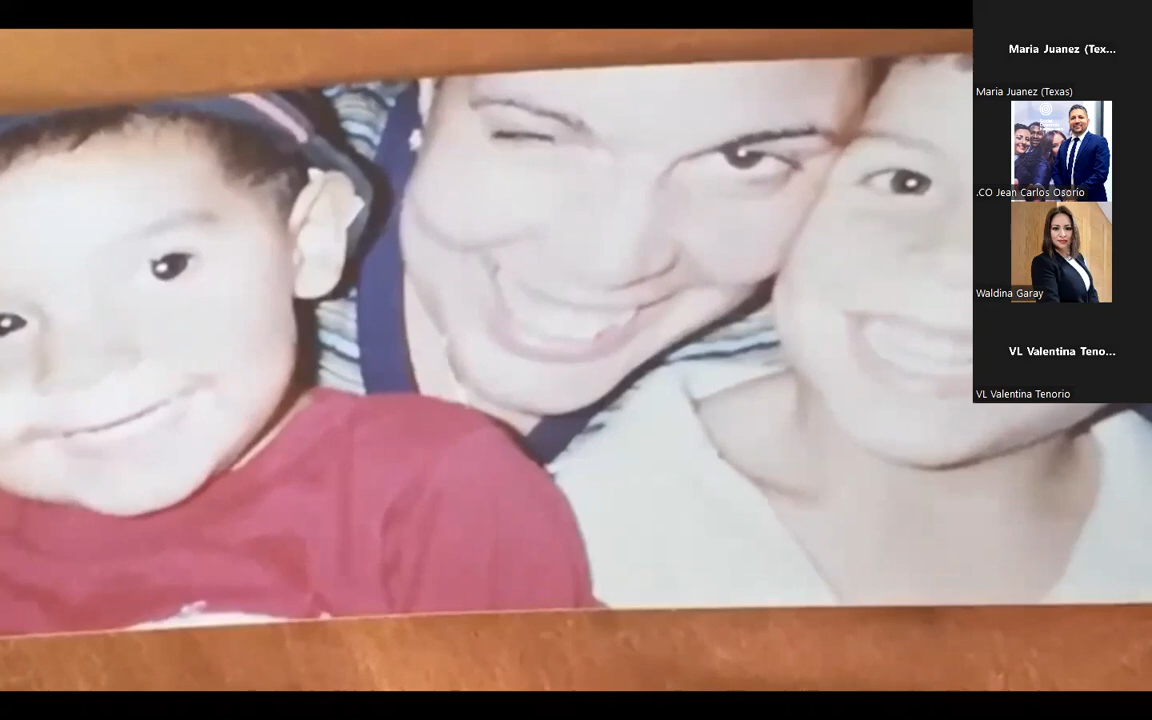 Maria Juanez (Tex...
Maria Juanez (Texas)
.CO Jean Carlos Osorio
Waldina Garay
VL Valentina Teno...
VL Valentina Tenorio